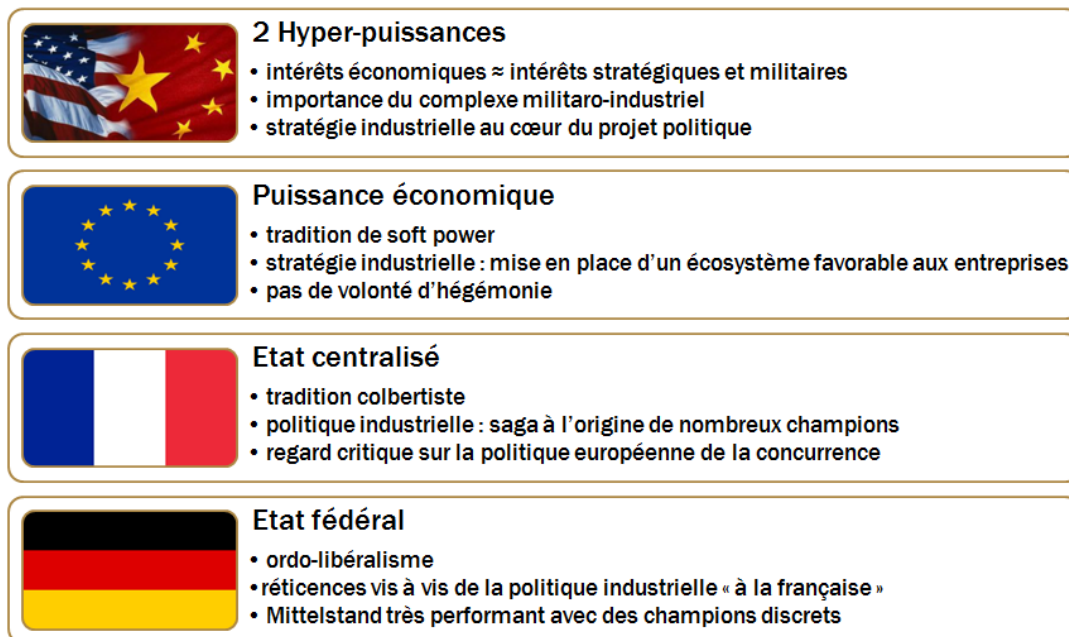 2 Hyper-puissances
• intérêts économiques ≈ intérêts stratégiques et militaires
• importance du complexe militaro-industriel
• stratégie industrielle au cœur du projet politique
Puissance économique
• tradition de soft power
• stratégie industrielle : mise en place d'un écosystème favorable aux entreprises
• pas de volonté d'hégémonie
Etat centralisé
• tradition colbertiste
• politique industrielle : saga à l'origine de nombreux champions
• regard critique sur la politique européenne de la concurrence
Etat fédéral
• ordo-libéralisme
•réticences vis à vis de la politique industrielle « à la française »
• Mittelstand très performant avec des champions discrets